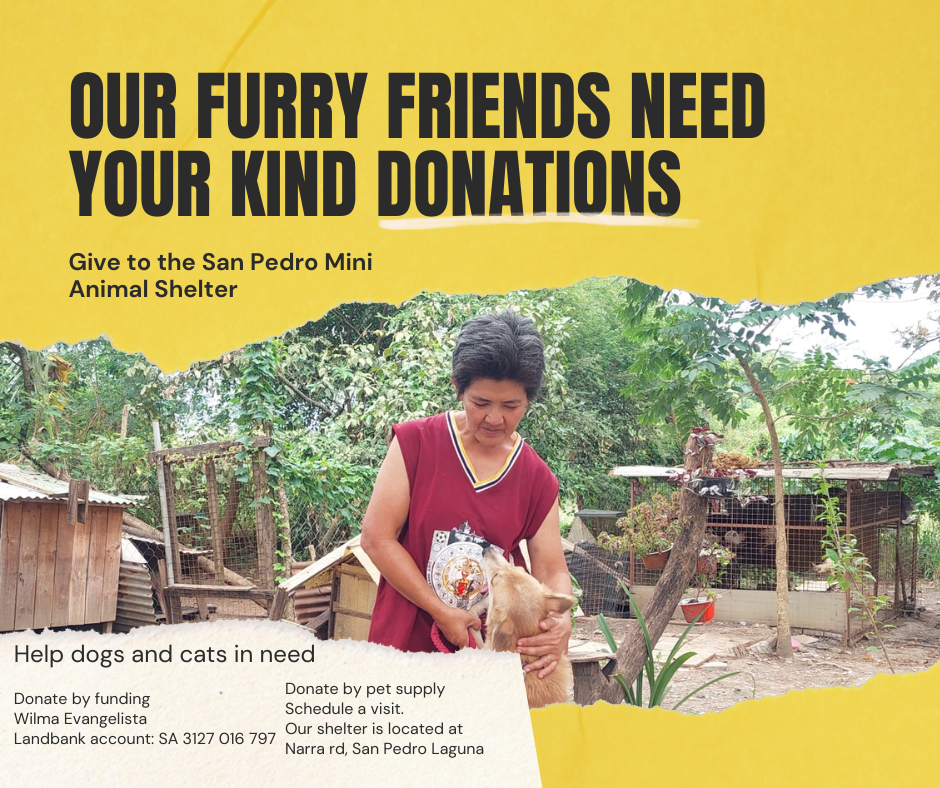 OUR FURRY FRIENDS NEED
YOUR KIND DONATIONS
Give to the San Pedro Mini
Animal Shelter
Help dogs and cats in need
Donate by funding
Wilma Evangelista
Landbank account: SA 3127 016 797
Donate by pet supply
Schedule a visit.
Our shelter is located at
Narra rd, San Pedro Laguna